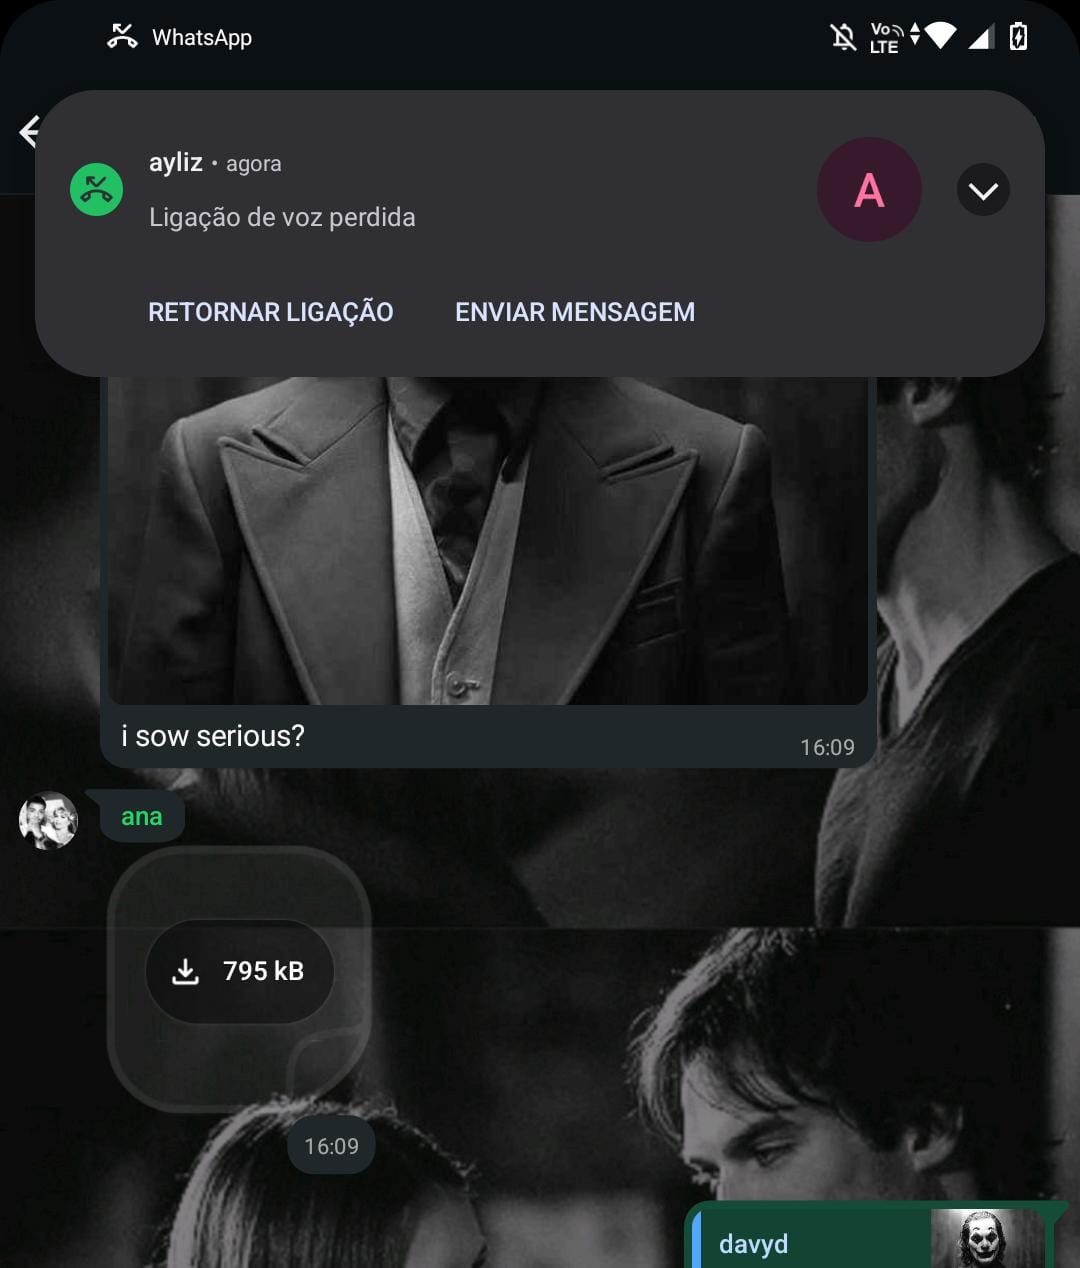 WhatsApp
Vo LTE
ayliz • agora
Ligação de voz perdida
A
RETORNAR LIGAÇÃO ENVIAR MENSAGEM
i sow serious?
16:09
ana
795 kB
16:09
davyd